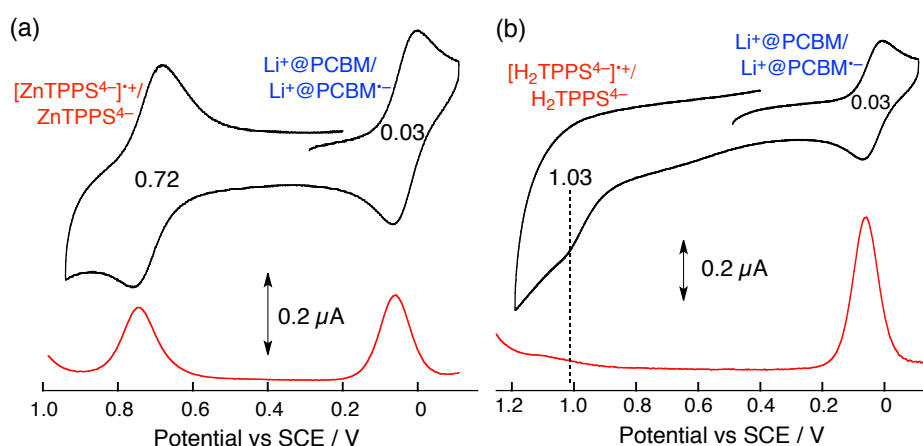 (a)
[ZnTPPS⁴⁻]•⁺/
ZnTPPS⁴⁻
Li⁺@PCBM/
Li⁺@PCBM•⁻
0.72
0.03
0.2 μA
1.0 0.8 0.6 0.4 0.2 0
Potential vs SCE / V
(b)
[H₂TPPS⁴⁻]•⁺/
H₂TPPS⁴⁻
Li⁺@PCBM/
Li⁺@PCBM•⁻
1.03
0.03
0.2 μA
1.2 1.0 0.8 0.6 0.4 0.2 0
Potential vs SCE / V